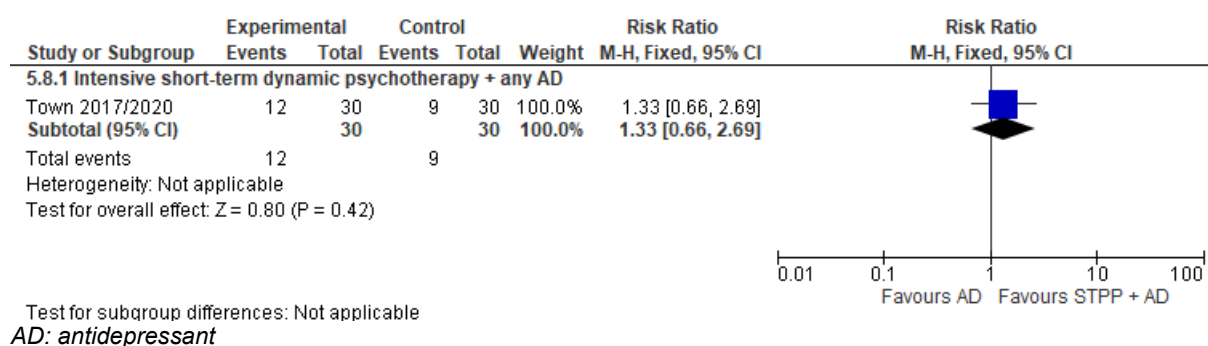 Experimental Control Risk Ratio Risk Ratio
Study or Subgroup Events Total Events Total Weight M-H, Fixed, 95% CI M-H, Fixed, 95% CI
5.8.1 Intensive short-term dynamic psychotherapy + any AD
Town 2017/2020 12 30 9 30 100.0% 1.33 [0.66, 2.69]
Subtotal (95% CI) 30 30 100.0% 1.33 [0.66, 2.69]
Total events 12 9
Heterogeneity: Not applicable
Test for overall effect: Z = 0.80 (P = 0.42)
0.01 0.1 1 10 100
Favours AD Favours STPP + AD
Test for subgroup differences: Not applicable
AD: antidepressant